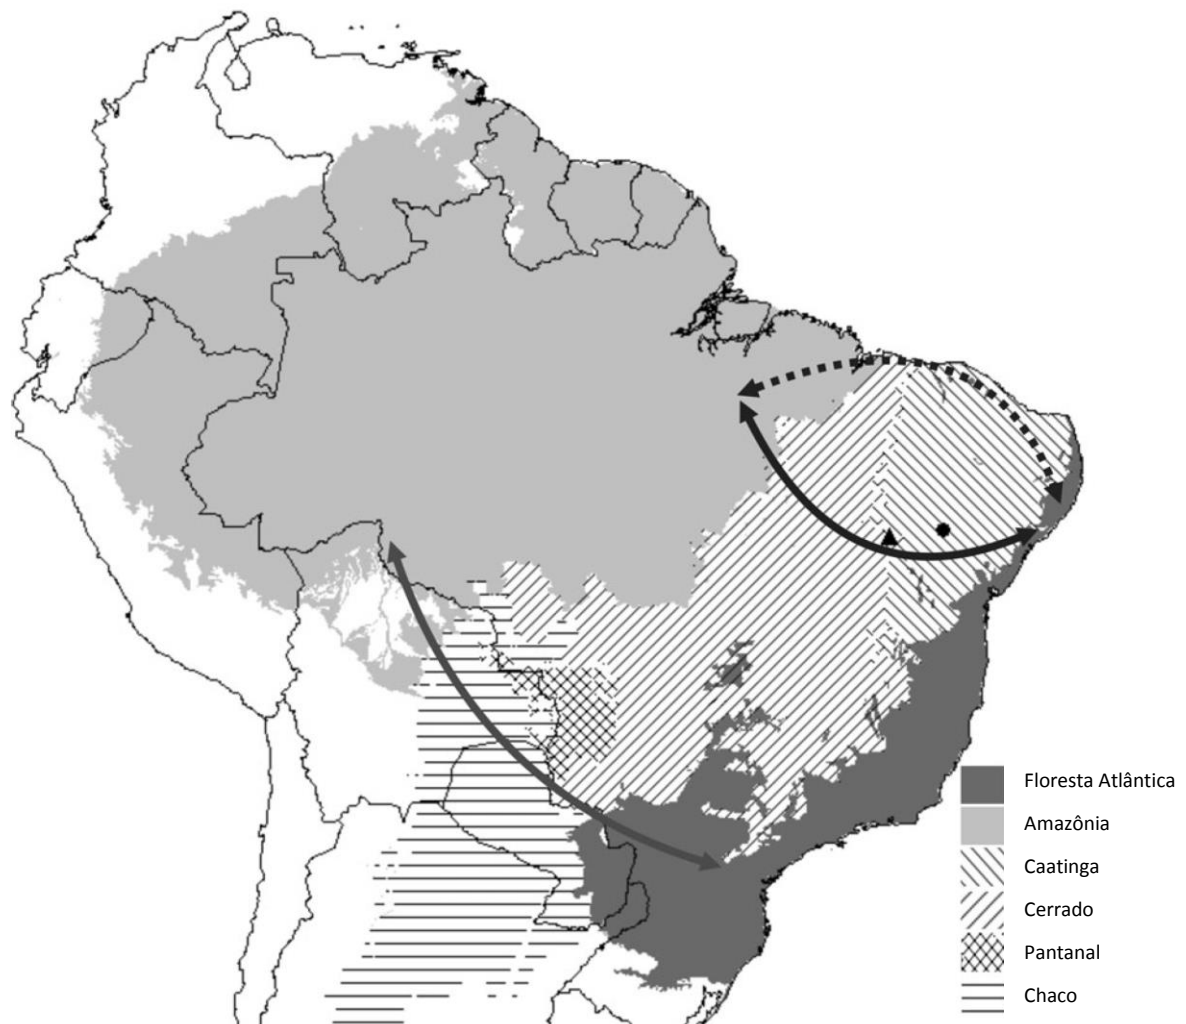 Floresta Atlântica
Amazônia
Caatinga
Cerrado
Pantanal
Chaco